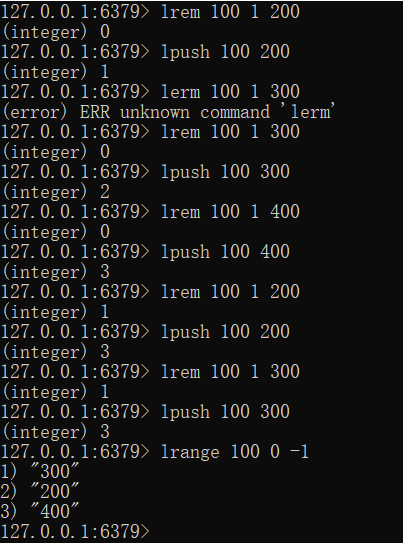 127.0.0.1:6379> lrem 100 1 200
(integer) 0
127.0.0.1:6379> lpush 100 200
(integer) 1
127.0.0.1:6379> lerm 100 1 300
(error) ERR unknown command 'lerm'
127.0.0.1:6379> lrem 100 1 300
(integer) 0
127.0.0.1:6379> lpush 100 300
(integer) 2
127.0.0.1:6379> lrem 100 1 400
(integer) 0
127.0.0.1:6379> lpush 100 400
(integer) 3
127.0.0.1:6379> lrem 100 1 200
(integer) 1
127.0.0.1:6379> lpush 100 200
(integer) 3
127.0.0.1:6379> lrem 100 1 300
(integer) 1
127.0.0.1:6379> lpush 100 300
(integer) 3
127.0.0.1:6379> lrange 100 0 -1
1) "300"
2) "200"
3) "400"
127.0.0.1:6379>